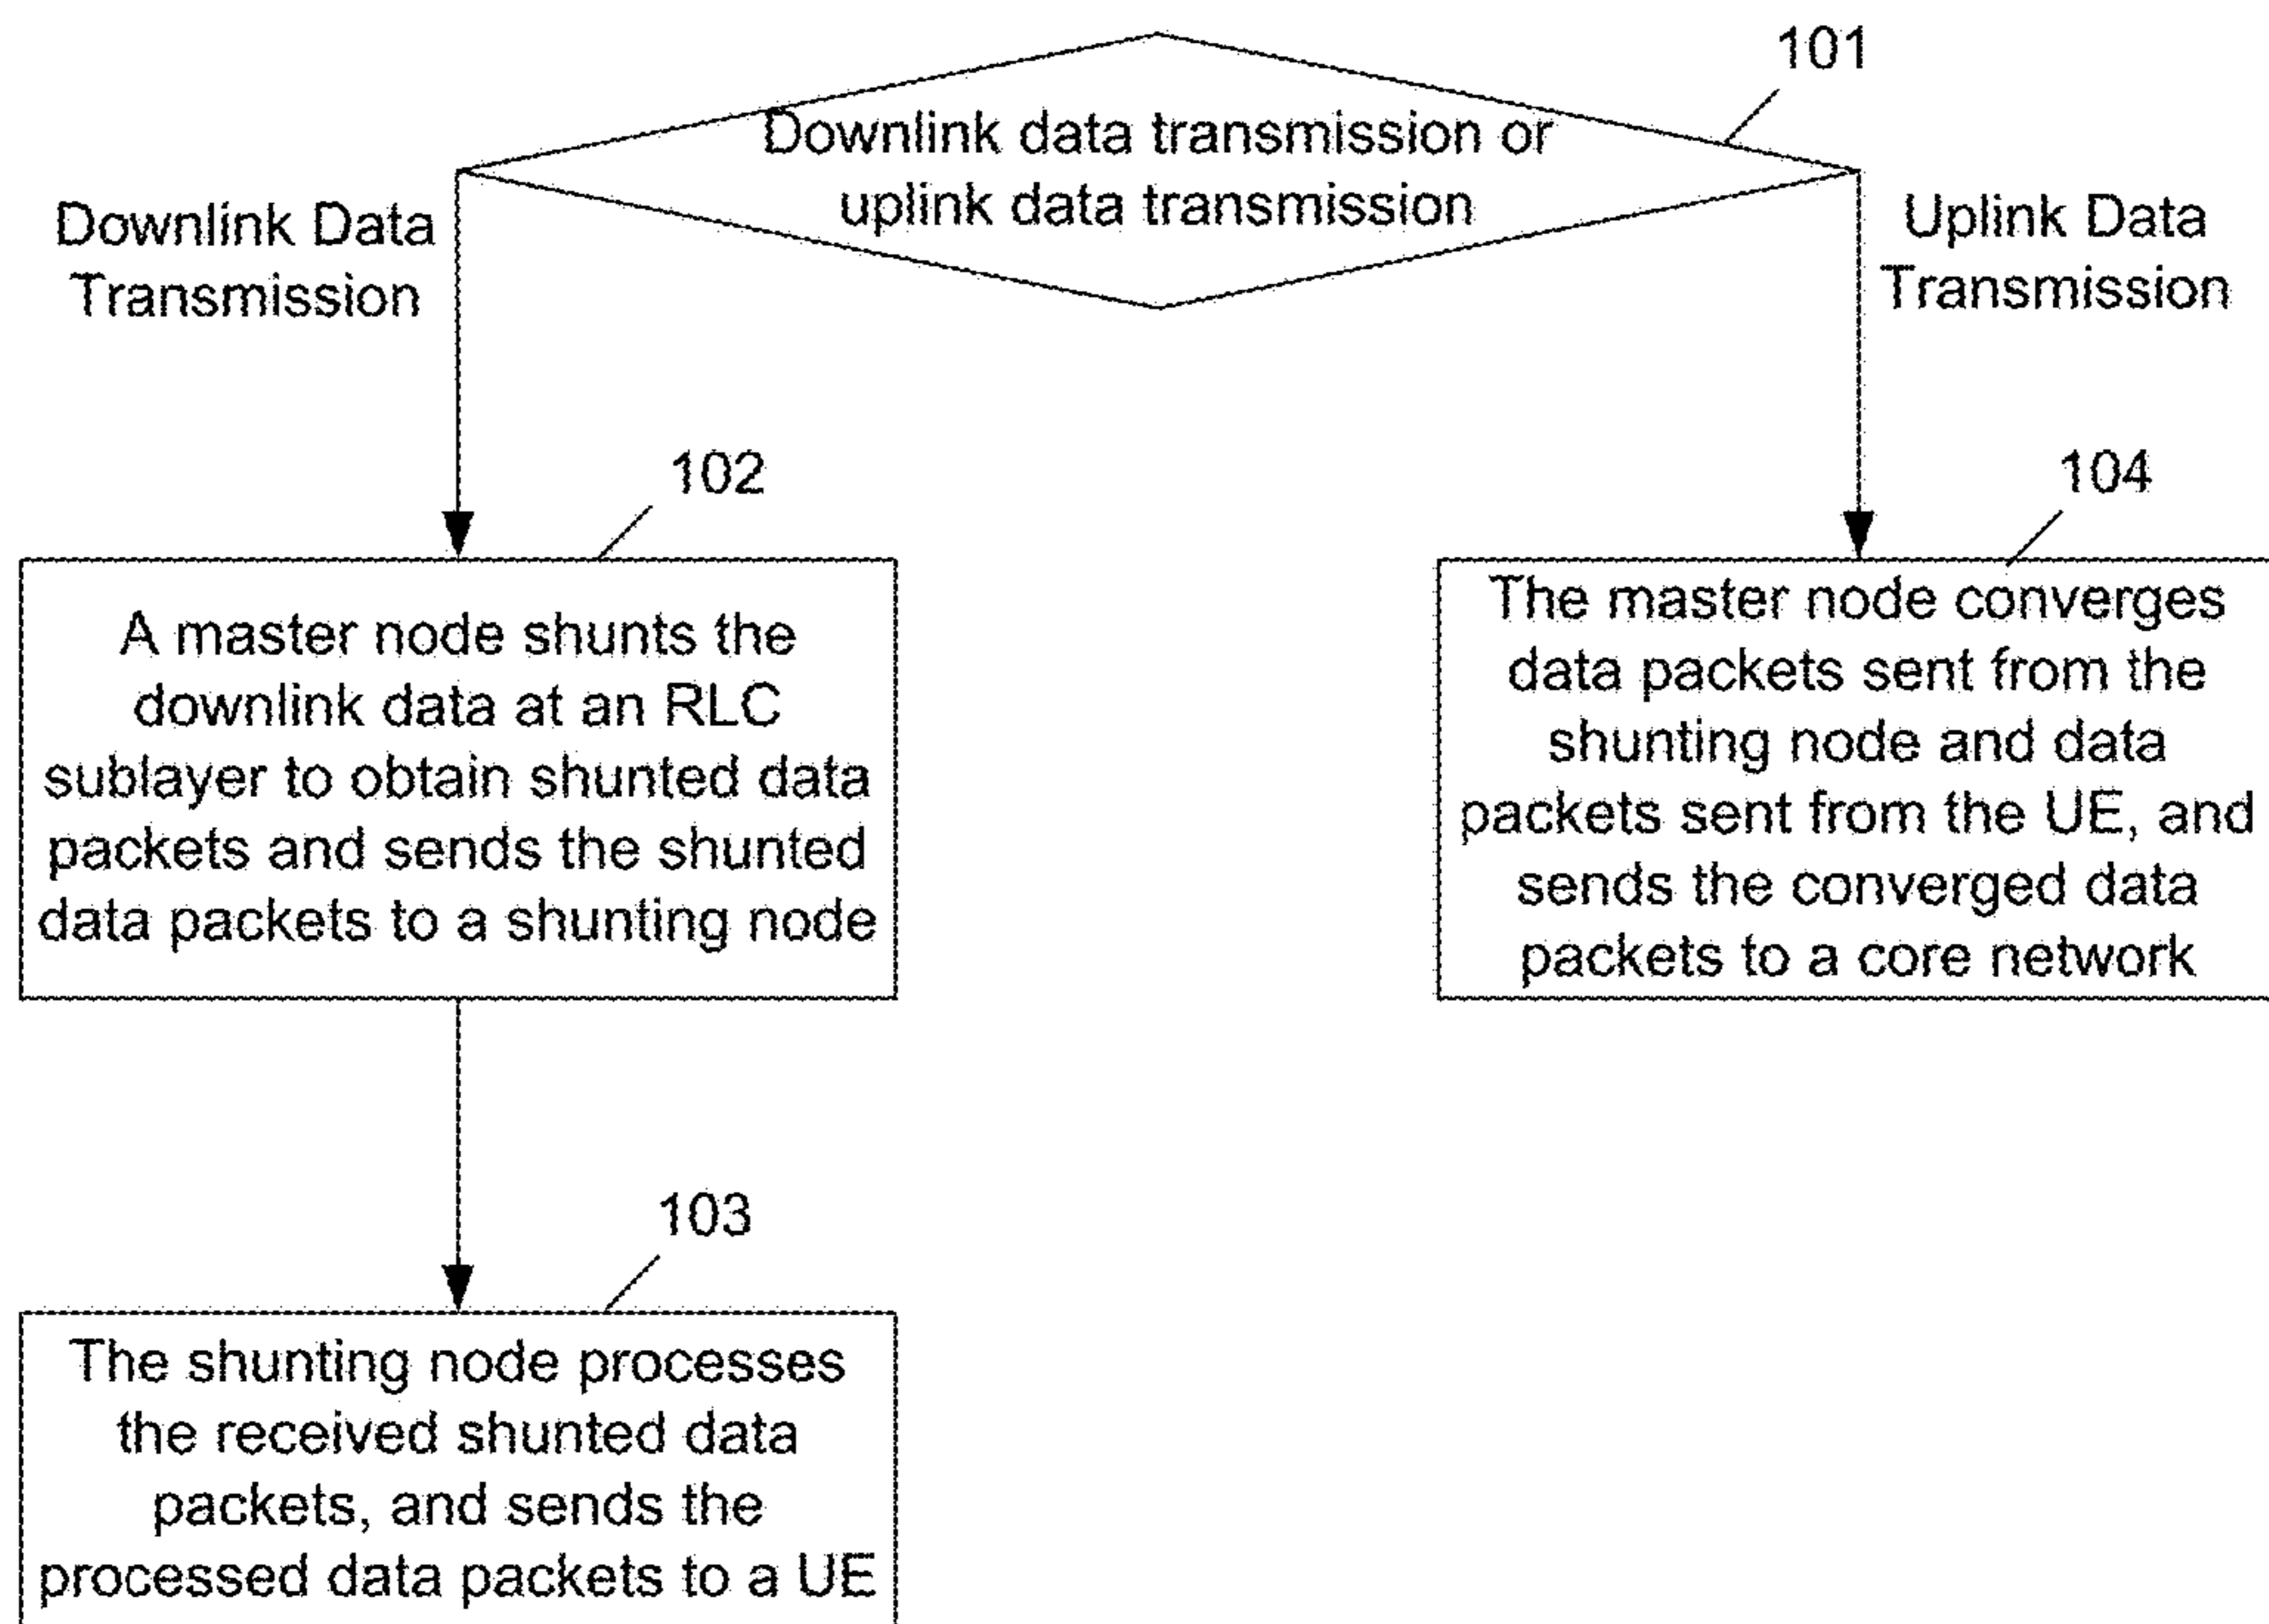 101
Downlink data transmission or
uplink data transmission
Downlink Data
Transmission
Uplink Data
Transmission
102
A master node shunts the
downlink data at an RLC
sublayer to obtain shunted data
packets and sends the shunted
data packets to a shunting node
104
The master node converges
data packets sent from the
shunting node and data
packets sent from the UE, and
sends the converged data
packets to a core network
103
The shunting node processes
the received shunted data
packets, and sends the
processed data packets to a UE